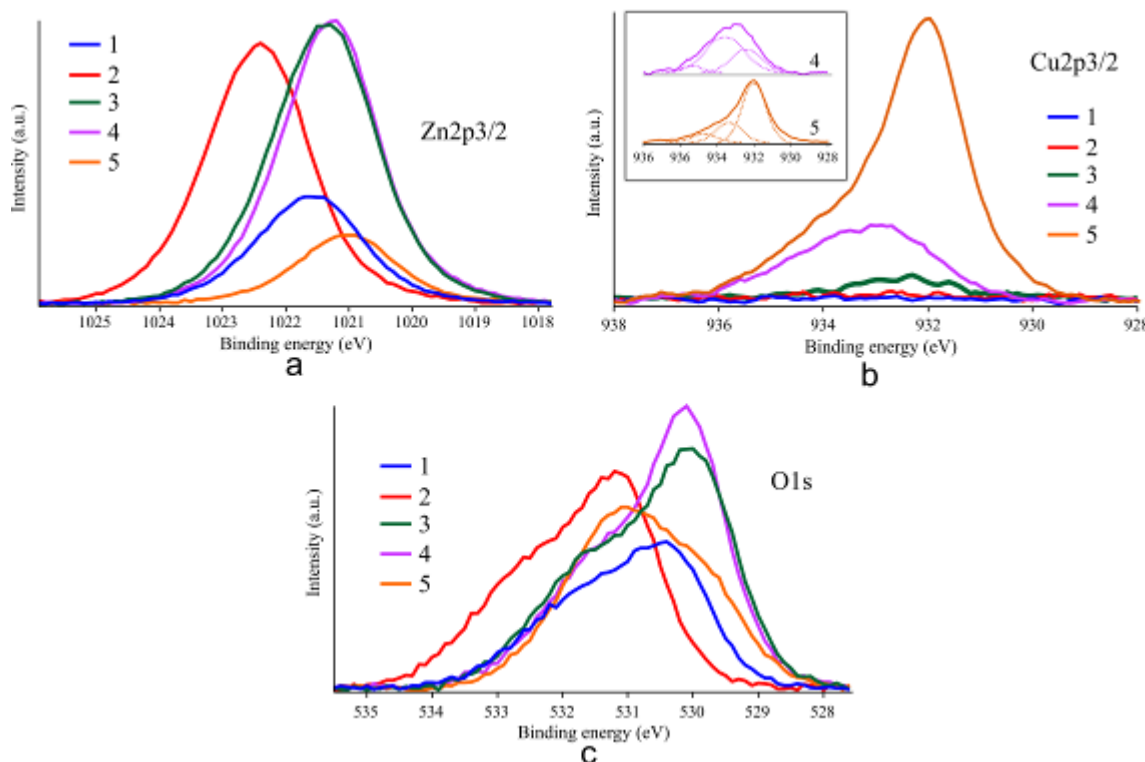 1
2
3
4
5
Zn2p3/2
Intensity (a.u.)
1025 1024 1023 1022 1021 1020 1019 1018
Binding energy (eV)
a
4
5
936 934 932 930 928
Cu2p3/2
1
2
3
4
5
Intensity (a.u.)
938 936 934 932 930 928
Binding energy (eV)
b
1
2
3
4
5
O1s
Intensity (a.u.)
535 534 533 532 531 530 529 528
Binding energy (eV)
c